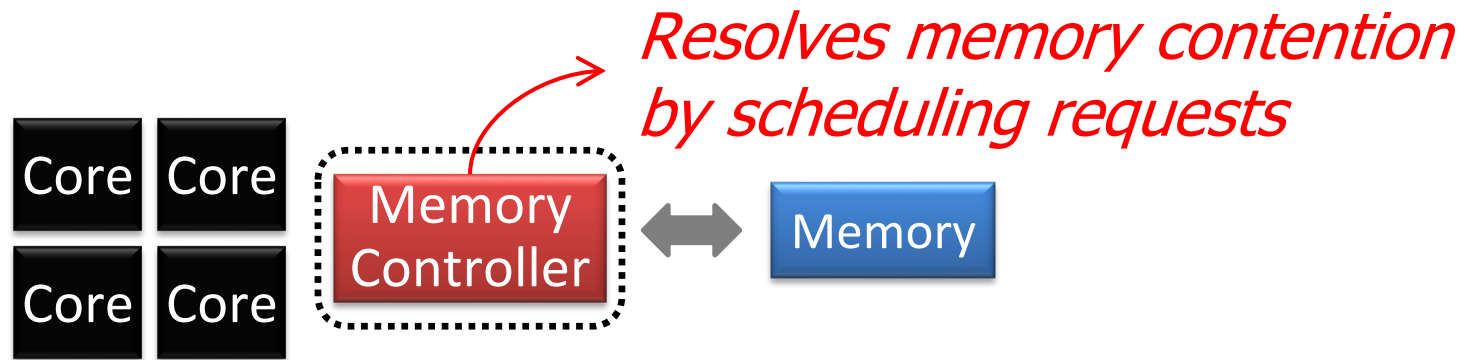 Resolves memory contention
by scheduling requests
Core
Core
Core
Core
Memory
Controller
Memory